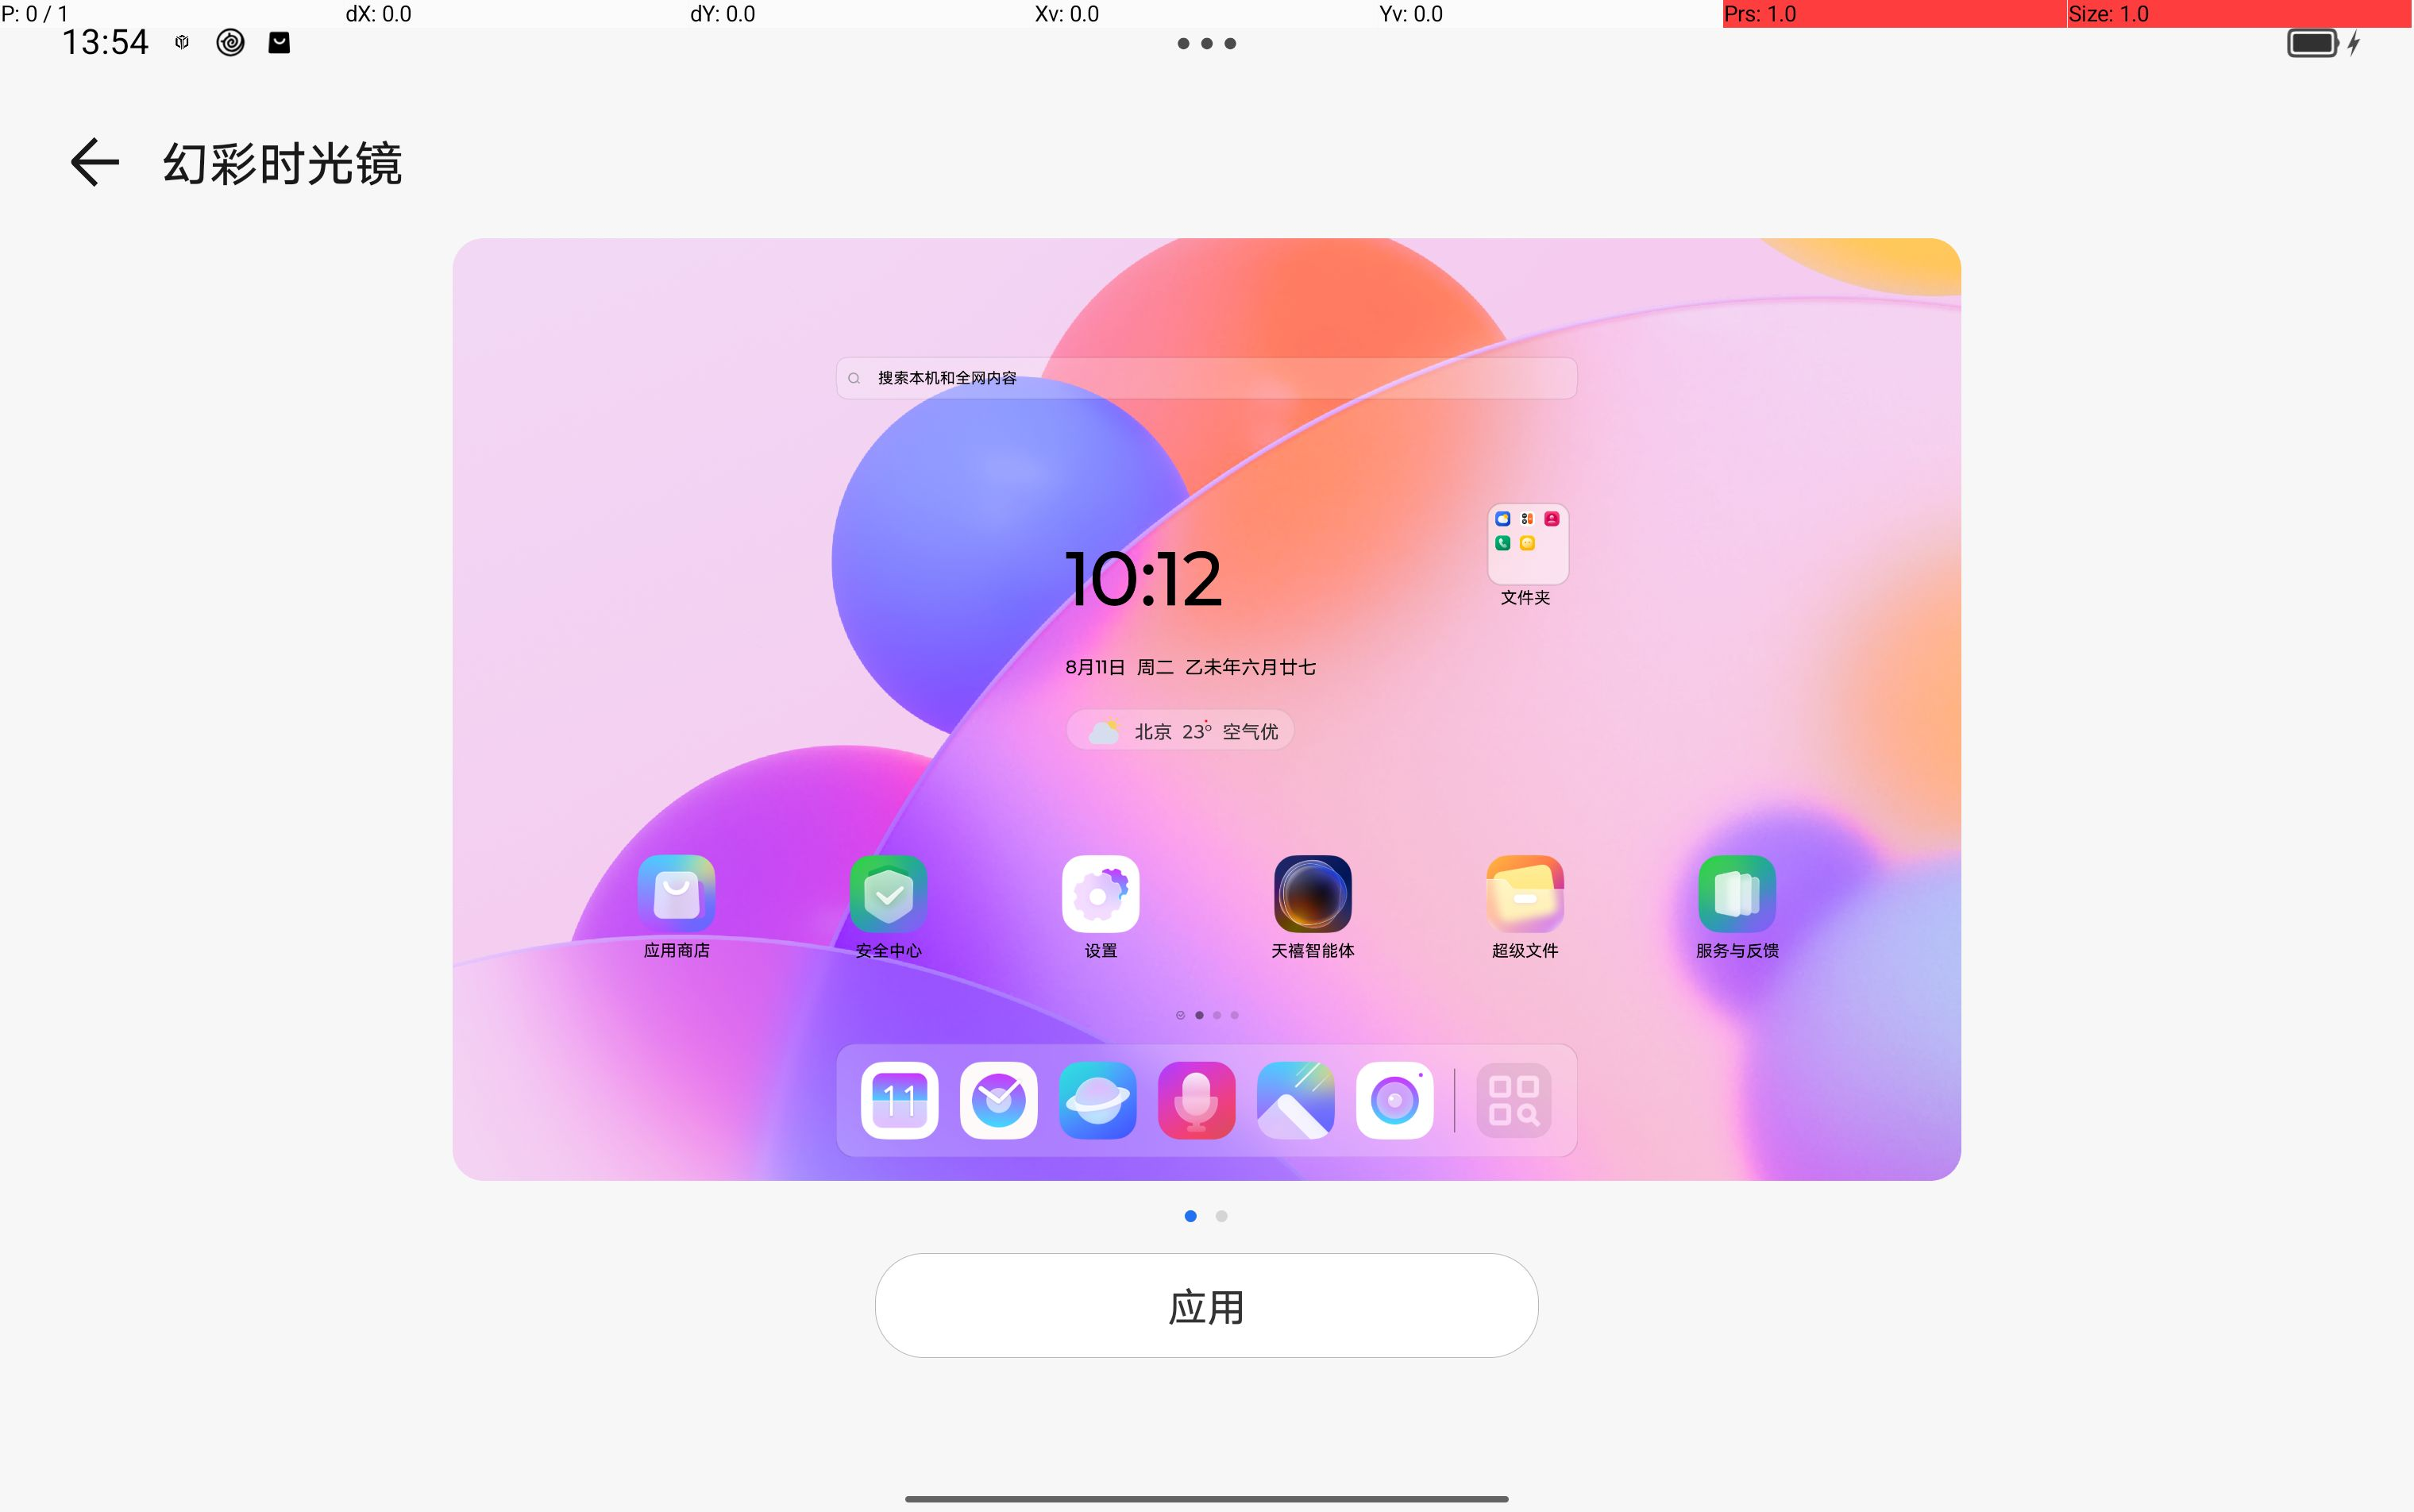 P: 0 / 1 dX: 0.0 dY: 0.0 Xv: 0.0 Yv: 0.0 Prs: 1.0 Size: 1.0
13:54
幻彩时光镜
搜索本机和全网内容
10:12
文件夹
8月11日 周二 乙未年六月廿七
北京 23° 空气优
应用商店 安全中心 设置 天禧智能体 超级文件 服务与反馈
11
应用